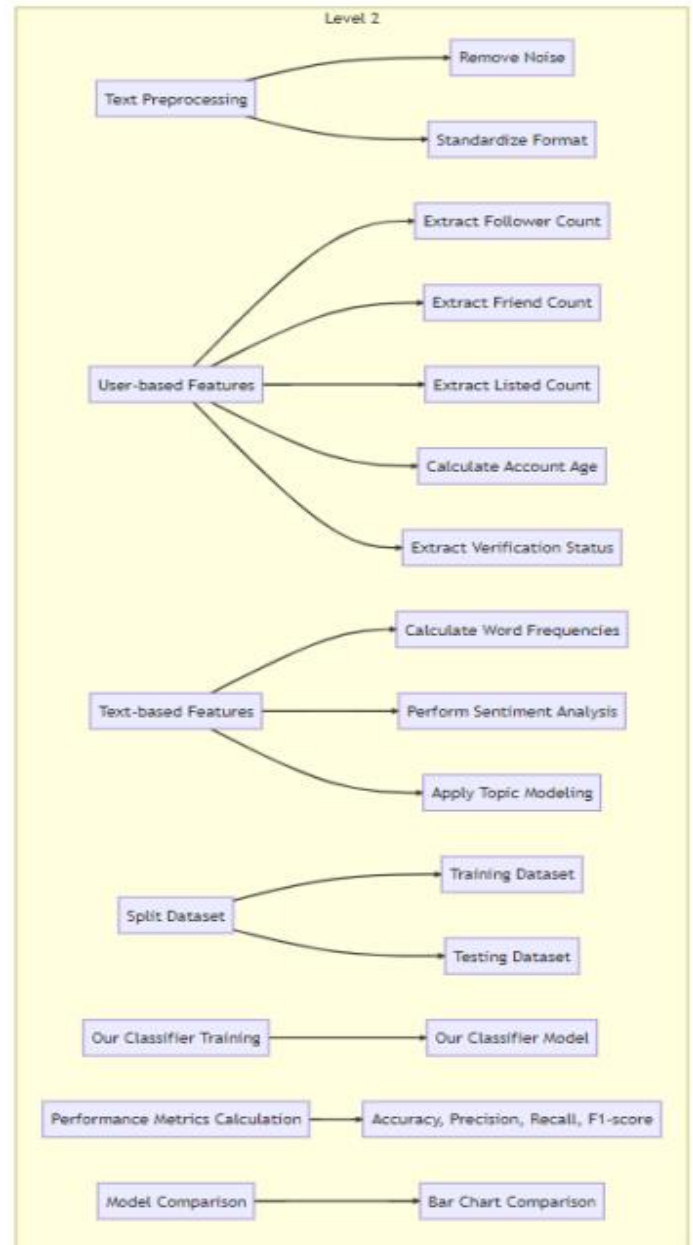 Level 2
Remove Noise
Text Preprocessing
Standardize Format
Extract Follower Count
Extract Friend Count
User-based Features
Extract Listed Count
Calculate Account Age
Extract Verification Status
Calculate Word Frequencies
Text-based Features
Perform Sentiment Analysis
Apply Topic Modeling
Training Dataset
Split Dataset
Testing Dataset
Our Classifier Training
Our Classifier Model
Performance Metrics Calculation
Accuracy, Precision, Recall, F1-score
Model Comparison
Bar Chart Comparison